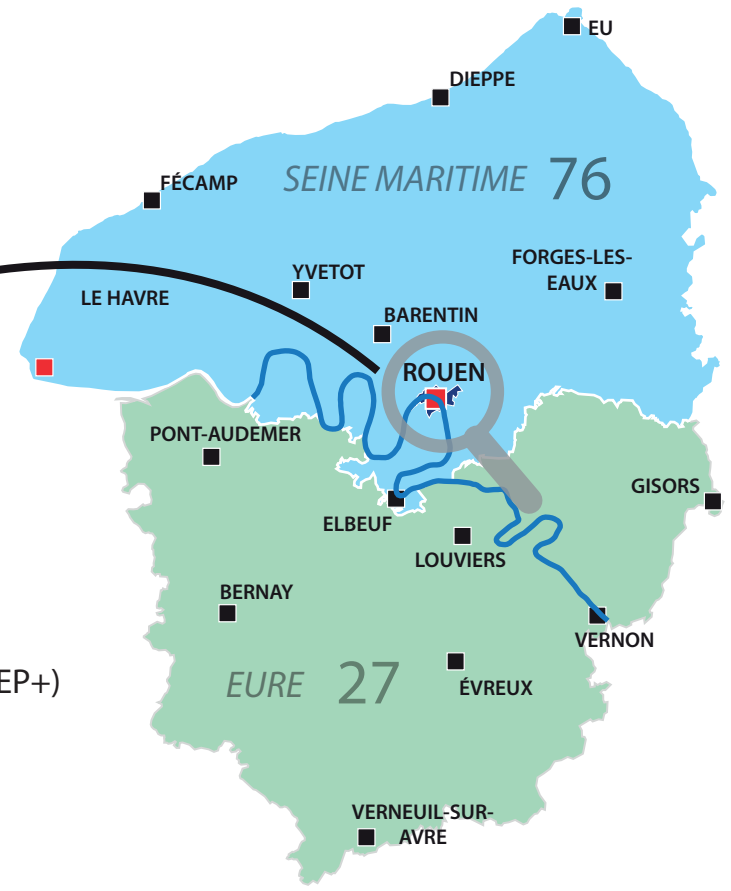 EU
DIEPPE
SEINE MARITIME 76
FÉCAMP
FORGES-LES-
EAUX
YVETOT
LE HAVRE
BARENTIN
ROUEN
PONT-AUDEMER
GISORS
ELBEUF
LOUVIERS
BERNAY
VERNON
EP+)
EURE 27
ÉVREUX
VERNEUIL-SUR-
AVRE